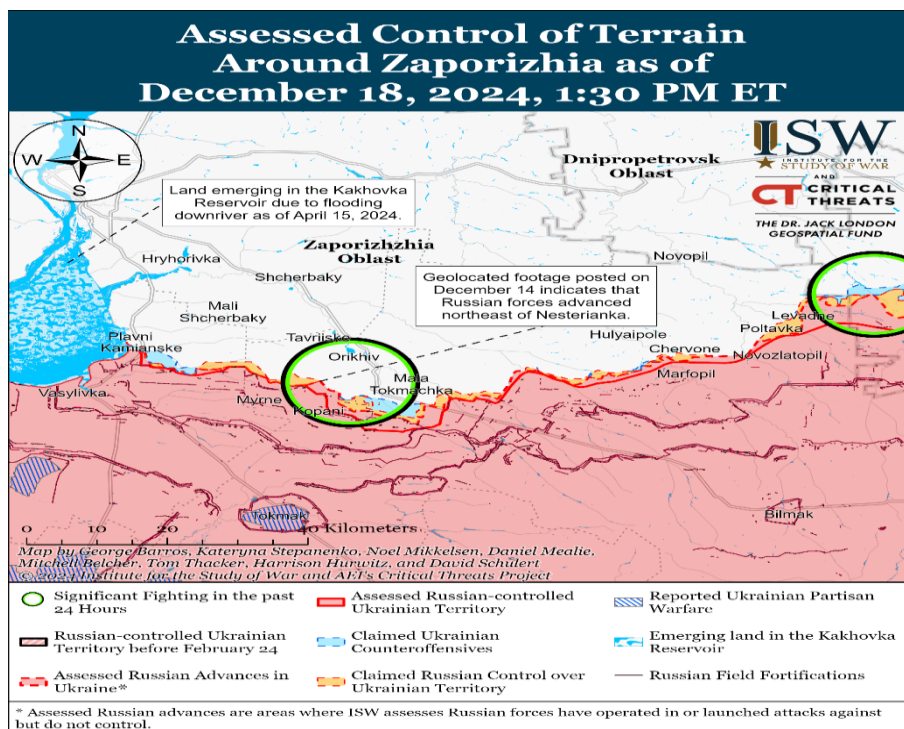 Assessed Control of Terrain
Around Zaporizhia as of
December 18, 2024, 1:30 PM ET
N
W
E
S
ISW
INSTITUTE FOR THE
STUDY OF WAR
AND
CT CRITICAL
THREATS
THE DR. JACK LONDON
GEOSPATIAL FUND
Dnipropetrovsk
Oblast
Land emerging in the Kakhovka
Reservoir due to flooding
downriver as of April 15, 2024.
Zaporizhzhia
Oblast
Hryhorivka
Shcherbaky
Novopil
Geolocated footage posted on
December 14 indicates that
Russian forces advanced
northeast of Nesterianka.
Mali
Shcherbaky
Levadne
Plavni
Kamianske
Tavrijske
Hulyaipole
Poltavka
Orikhiv
Chervone
Novozlatopil
Mala
Tokmachka
Marfopil
Vasylivka
Myrne
Kopani
Tokmak
Bilmak
0 20 40 Kilometers
Map by George Barros, Kateryna Stepanenko, Noel Mikkelsen, Daniel Mealie,
Mitchell Belcher, Tom Thacker, Harrison Hurwitz, and David Schulert
© 2024 Institute for the Study of War and AEI's Critical Threats Project
Significant Fighting in the past
24 Hours
Assessed Russian-controlled
Ukrainian Territory
Reported Ukrainian Partisan
Warfare
Russian-controlled Ukrainian
Territory before February 24
Claimed Ukrainian
Counteroffensives
Emerging land in the Kakhovka
Reservoir
Assessed Russian Advances in
Ukraine*
Claimed Russian Control over
Ukrainian Territory
Russian Field Fortifications
* Assessed Russian advances are areas where ISW assesses Russian forces have operated in or launched attacks against
but do not control.